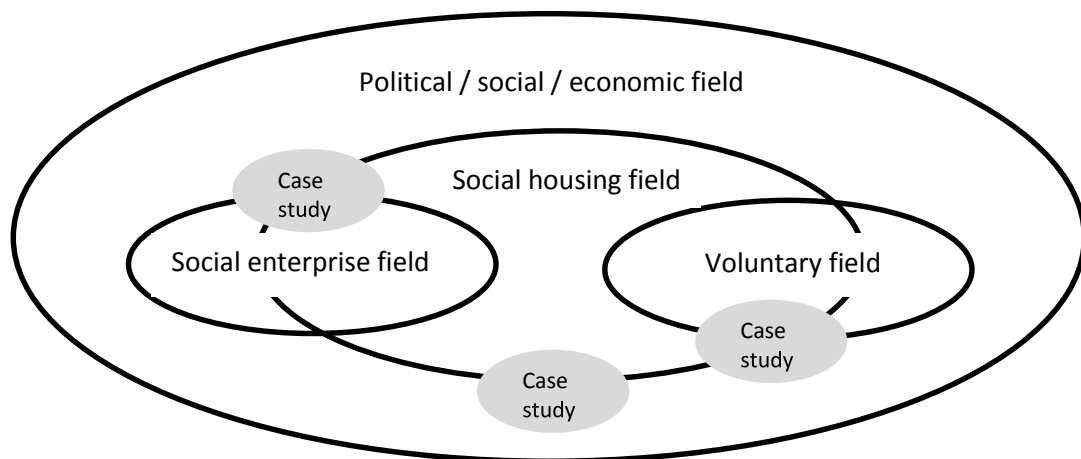 Political / social / economic field
Social housing field
Case
study
Social enterprise field
Voluntary field
Case
study
Case
study